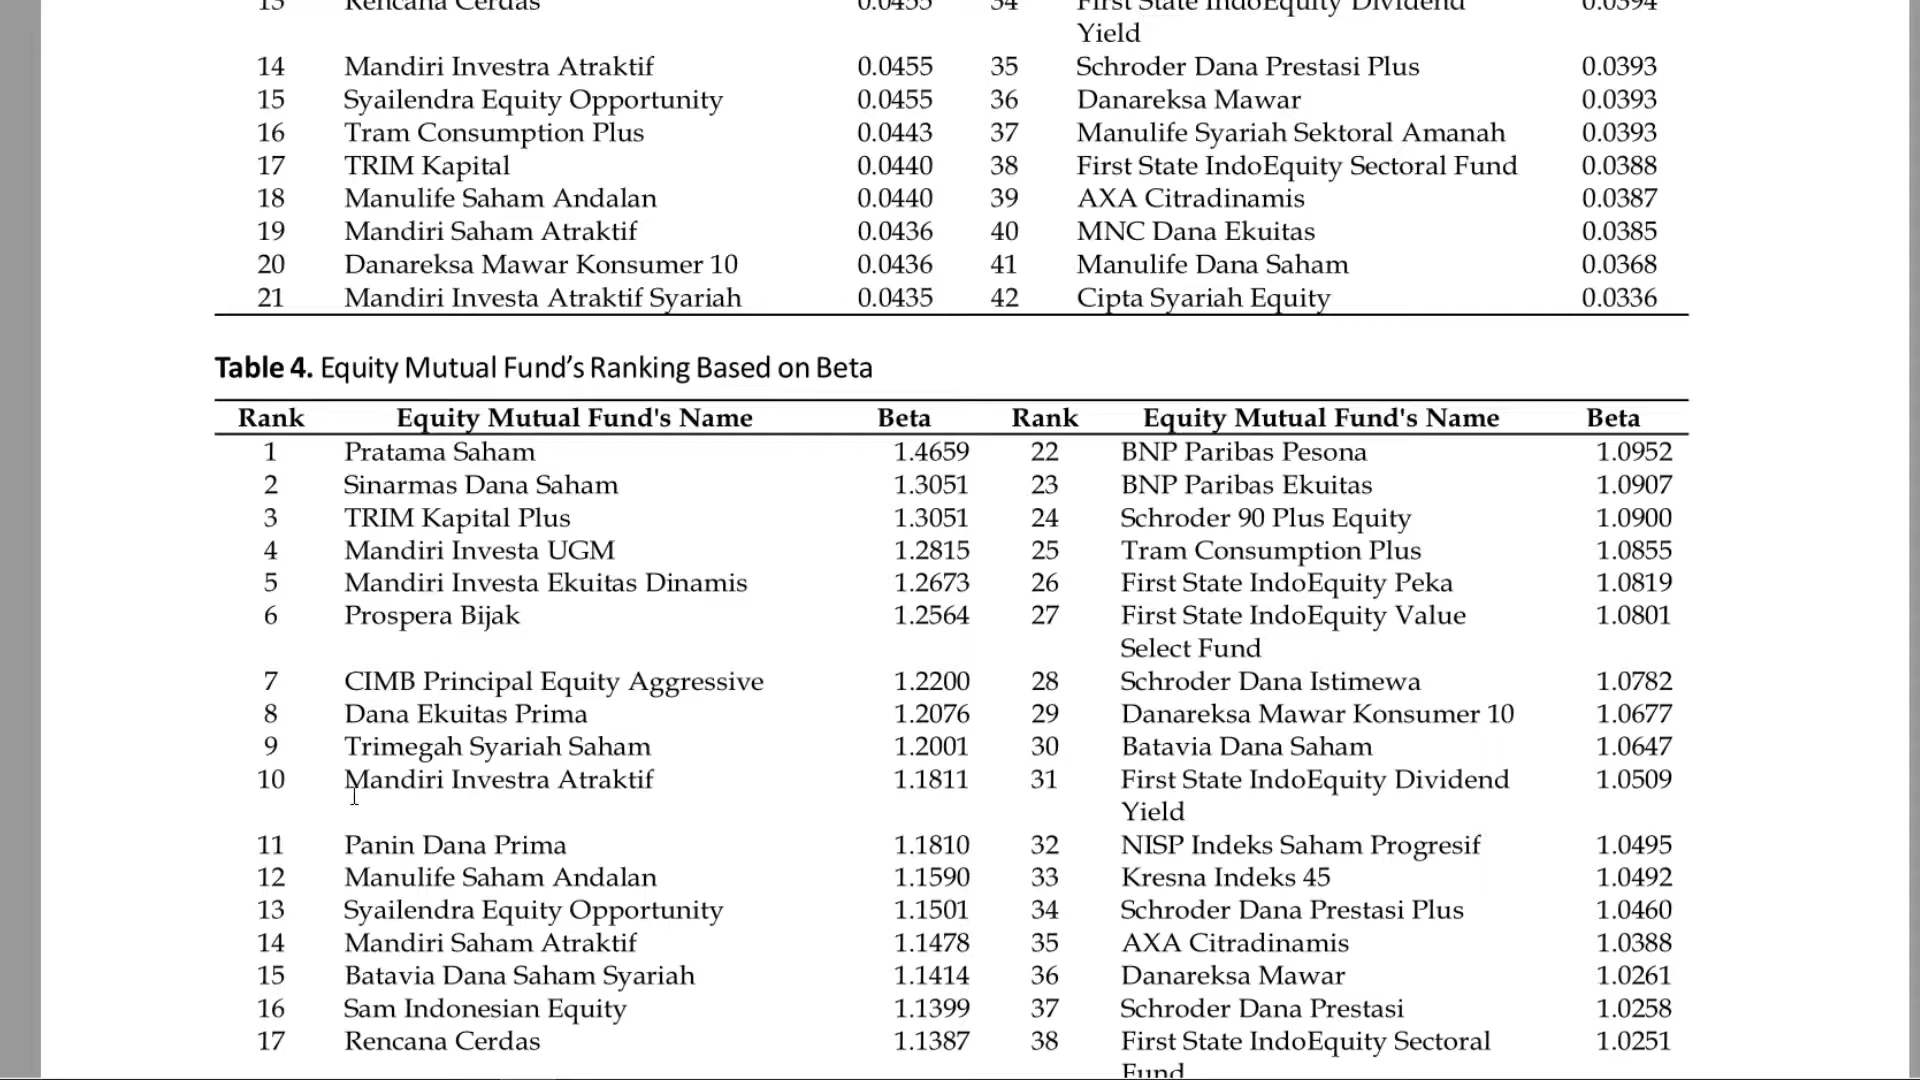 13 Rencana Cerdas 0.0455 34 First State IndoEquity Dividend 0.0394
Yield
14 Mandiri Investra Atraktif 0.0455 35 Schroder Dana Prestasi Plus 0.0393
15 Syailendra Equity Opportunity 0.0455 36 Danareksa Mawar 0.0393
16 Tram Consumption Plus 0.0443 37 Manulife Syariah Sektoral Amanah 0.0393
17 TRIM Kapital 0.0440 38 First State IndoEquity Sectoral Fund 0.0388
18 Manulife Saham Andalan 0.0440 39 AXA Citradinamis 0.0387
19 Mandiri Saham Atraktif 0.0436 40 MNC Dana Ekuitas 0.0385
20 Danareksa Mawar Konsumer 10 0.0436 41 Manulife Dana Saham 0.0368
21 Mandiri Investa Atraktif Syariah 0.0435 42 Cipta Syariah Equity 0.0336
Table 4. Equity Mutual Fund’s Ranking Based on Beta
Rank Equity Mutual Fund's Name Beta Rank Equity Mutual Fund's Name Beta
1 Pratama Saham 1.4659 22 BNP Paribas Pesona 1.0952
2 Sinarmas Dana Saham 1.3051 23 BNP Paribas Ekuitas 1.0907
3 TRIM Kapital Plus 1.3051 24 Schroder 90 Plus Equity 1.0900
4 Mandiri Investa UGM 1.2815 25 Tram Consumption Plus 1.0855
5 Mandiri Investa Ekuitas Dinamis 1.2673 26 First State IndoEquity Peka 1.0819
6 Prospera Bijak 1.2564 27 First State IndoEquity Value 1.0801
Select Fund
7 CIMB Principal Equity Aggressive 1.2200 28 Schroder Dana Istimewa 1.0782
8 Dana Ekuitas Prima 1.2076 29 Danareksa Mawar Konsumer 10 1.0677
9 Trimegah Syariah Saham 1.2001 30 Batavia Dana Saham 1.0647
10 Mandiri Investra Atraktif 1.1811 31 First State IndoEquity Dividend 1.0509
Yield
11 Panin Dana Prima 1.1810 32 NISP Indeks Saham Progresif 1.0495
12 Manulife Saham Andalan 1.1590 33 Kresna Indeks 45 1.0492
13 Syailendra Equity Opportunity 1.1501 34 Schroder Dana Prestasi Plus 1.0460
14 Mandiri Saham Atraktif 1.1478 35 AXA Citradinamis 1.0388
15 Batavia Dana Saham Syariah 1.1414 36 Danareksa Mawar 1.0261
16 Sam Indonesian Equity 1.1399 37 Schroder Dana Prestasi 1.0258
17 Rencana Cerdas 1.1387 38 First State IndoEquity Sectoral 1.0251
Fund